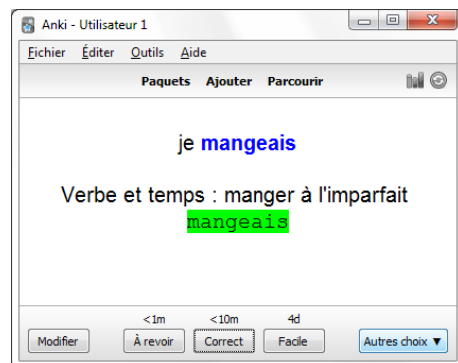 Anki - Utilisateur 1
Fichier Éditer Outils Aide
Paquets Ajouter Parcourir
je mangeais
Verbe et temps : manger à l'imparfait
mangeais
<1m <10m 4d
Modifier À revoir Correct Facile Autres choix ▼